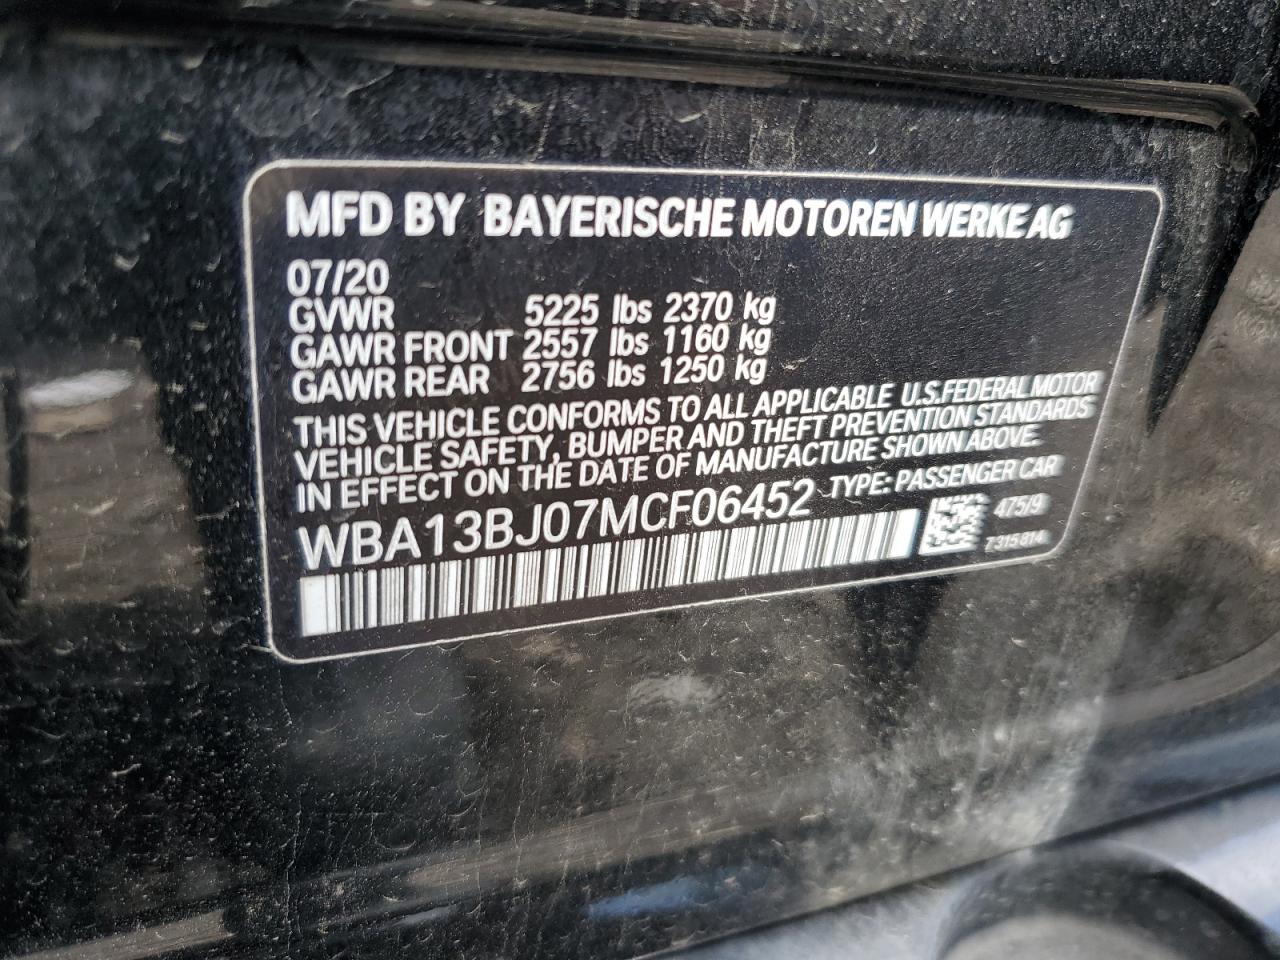 MFD BY BAYERISCHE MOTOREN WERKE AG
07/20
GVWR 5225 lbs 2370 kg
GAWR FRONT 2557 lbs 1160 kg
GAWR REAR 2756 lbs 1250 kg
THIS VEHICLE CONFORMS TO ALL APPLICABLE U.S.FEDERAL MOTOR
VEHICLE SAFETY, BUMPER AND THEFT PREVENTION STANDARDS
IN EFFECT ON THE DATE OF MANUFACTURE SHOWN ABOVE.
WBA13BJ07MCF06452 TYPE: PASSENGER CAR
475/9
7315814